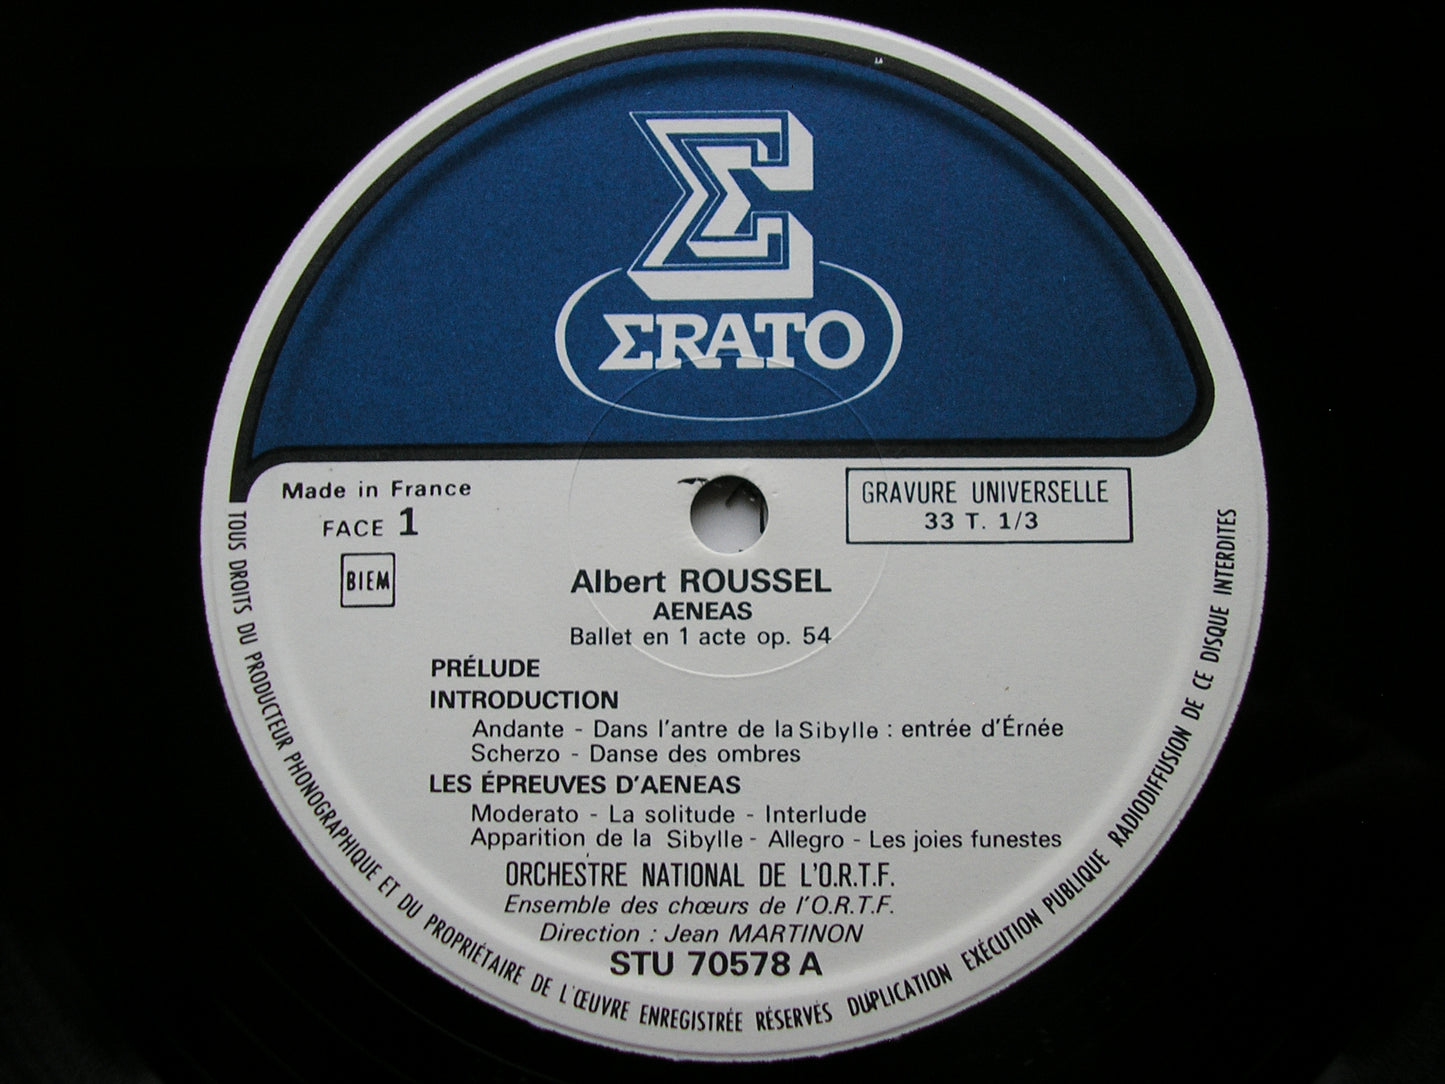 ΣRATO
Made in France
FACE 1
BIEM
GRAVURE UNIVERSELLE
33 T. 1/3
Albert ROUSSEL
AENEAS
Ballet en 1 acte op. 54
PRÉLUDE
INTRODUCTION
Andante - Dans l'antre de la Sibylle : entrée d'Érnée
Scherzo - Danse des ombres
LES ÉPREUVES D'AENEAS
Moderato - La solitude - Interlude
Apparition de la Sibylle - Allegro - Les joies funestes
ORCHESTRE NATIONAL DE L'O.R.T.F.
Ensemble des chœurs de l'O.R.T.F.
Direction : Jean MARTINON
STU 70578 A
TOUS DROITS DU PRODUCTEUR PHONOGRAPHIQUE ET DU PROPRIÉTAIRE DE L'ŒUVRE ENREGISTRÉE RÉSERVÉS DUPLICATION EXÉCUTION PUBLIQUE RADIODIFFUSION DE CE DISQUE INTERDITES